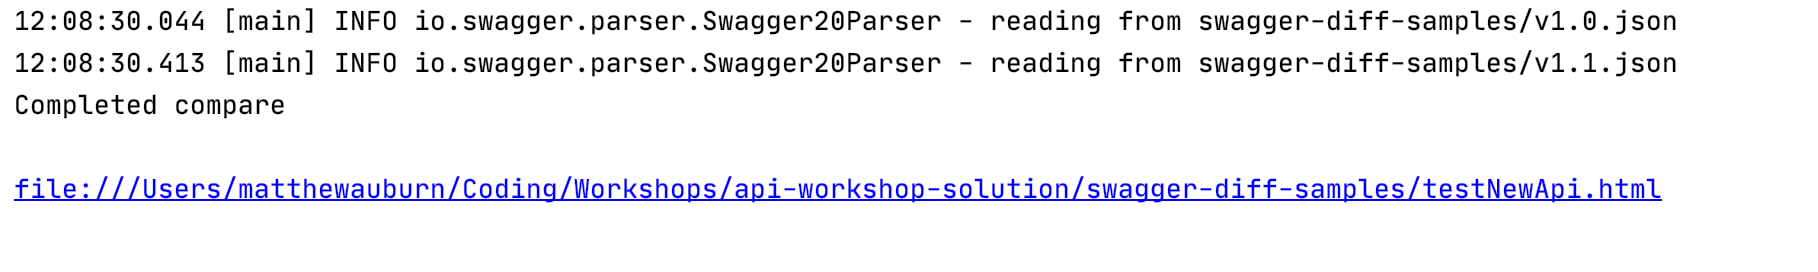 12:08:30.044 [main] INFO io.swagger.parser.Swagger20Parser - reading from swagger-diff-samples/v1.0.json
12:08:30.413 [main] INFO io.swagger.parser.Swagger20Parser - reading from swagger-diff-samples/v1.1.json
Completed compare
file:///Users/matthewauburn/Coding/Workshops/api-workshop-solution/swagger-diff-samples/testNewApi.html